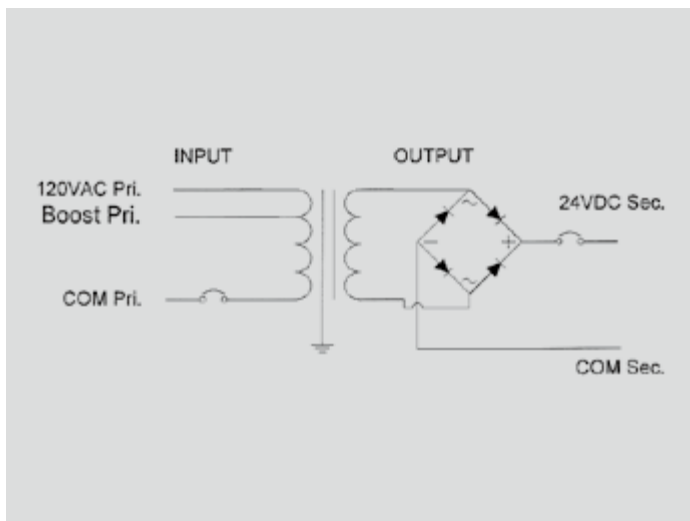 INPUT
OUTPUT
120VAC Pri.
Boost Pri.
24VDC Sec.
COM Pri.
COM Sec.
~
− +
~